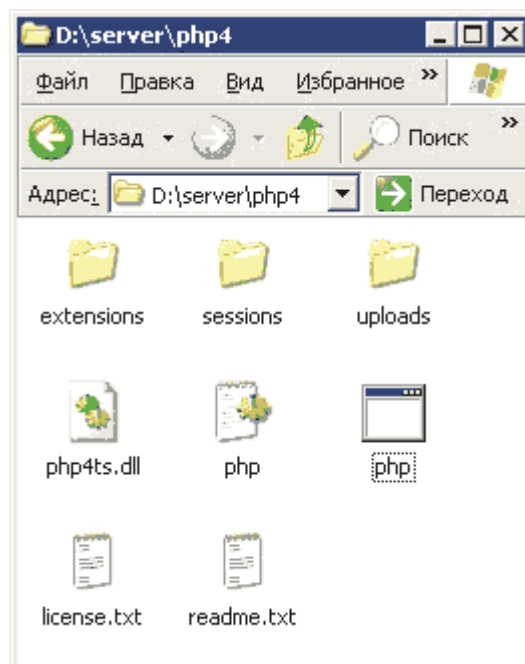 D:\server\php4
Файл Правка Вид Избранное »
Назад Поиск »
Адрес: D:\server\php4 Переход
extensions sessions uploads
php4ts.dll php php
license.txt readme.txt